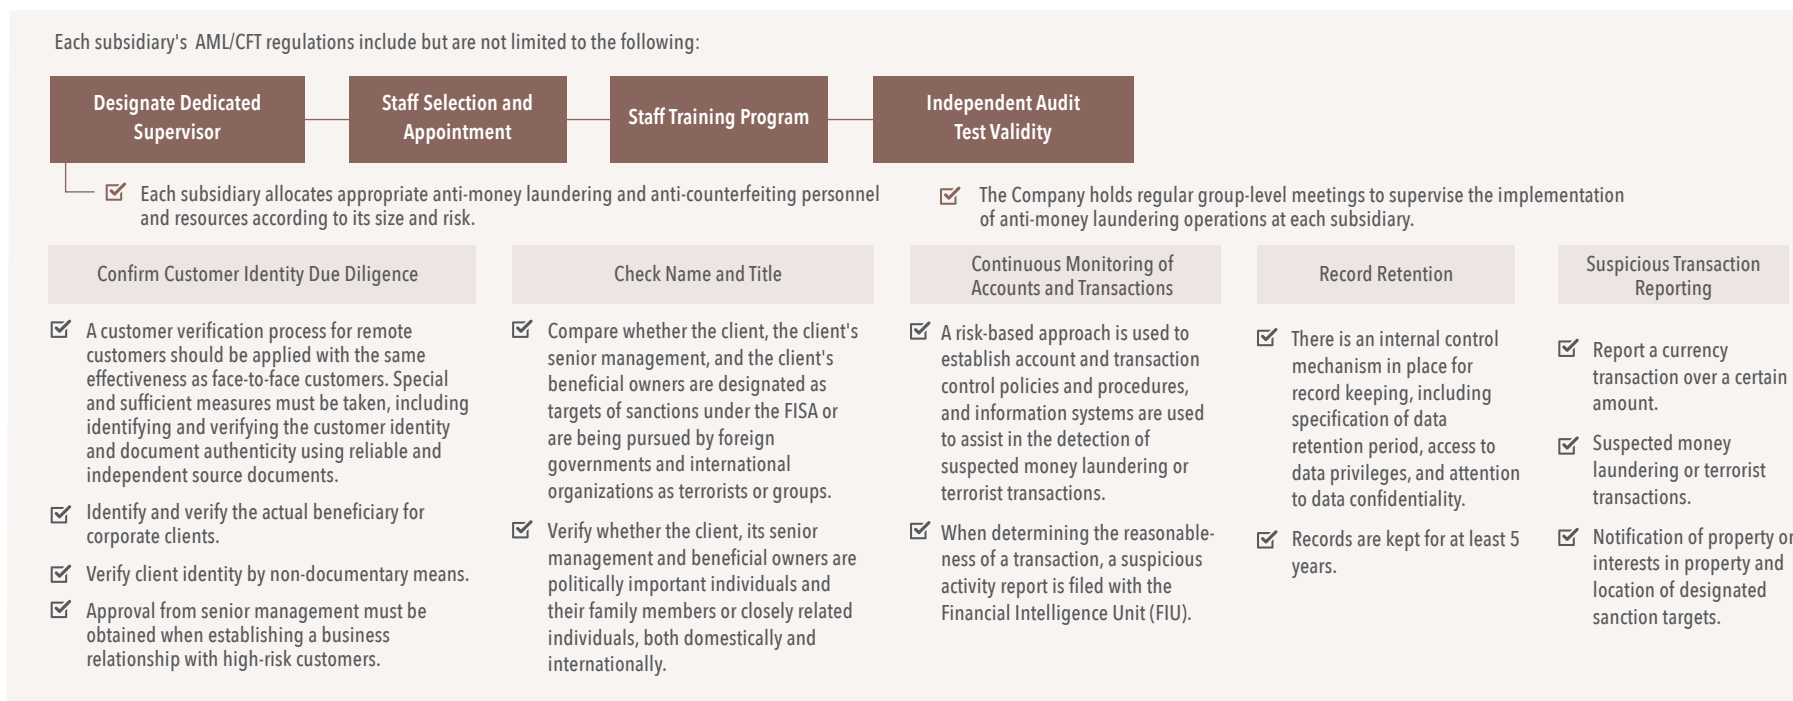 Each subsidiary's AML/CFT regulations include but are not limited to the following:
Designate Dedicated
Supervisor
Staff Selection and
Appointment
Staff Training Program
Independent Audit
Test Validity
Each subsidiary allocates appropriate anti-money laundering and anti-counterfeiting personnel
and resources according to its size and risk.
The Company holds regular group-level meetings to supervise the implementation
of anti-money laundering operations at each subsidiary.
Confirm Customer Identity Due Diligence
A customer verification process for remote
customers should be applied with the same
effectiveness as face-to-face customers. Special
and sufficient measures must be taken, including
identifying and verifying the customer identity
and document authenticity using reliable and
independent source documents.
Identify and verify the actual beneficiary for
corporate clients.
Verify client identity by non-documentary means.
Approval from senior management must be
obtained when establishing a business
relationship with high-risk customers.
Check Name and Title
Compare whether the client, the client's
senior management, and the client's
beneficial owners are designated as
targets of sanctions under the FISA or
are being pursued by foreign
governments and international
organizations as terrorists or groups.
Verify whether the client, its senior
management and beneficial owners are
politically important individuals and
their family members or closely related
individuals, both domestically and
internationally.
Continuous Monitoring of
Accounts and Transactions
A risk-based approach is used to
establish account and transaction
control policies and procedures,
and information systems are used
to assist in the detection of
suspected money laundering or
terrorist transactions.
When determining the reasonable-
ness of a transaction, a suspicious
activity report is filed with the
Financial Intelligence Unit (FIU).
Record Retention
There is an internal control
mechanism in place for
record keeping, including
specification of data
retention period, access to
data privileges, and attention
to data confidentiality.
Records are kept for at least 5
years.
Suspicious Transaction
Reporting
Report a currency
transaction over a certain
amount.
Suspected money
laundering or terrorist
transactions.
Notification of property or
interests in property and
location of designated
sanction targets.